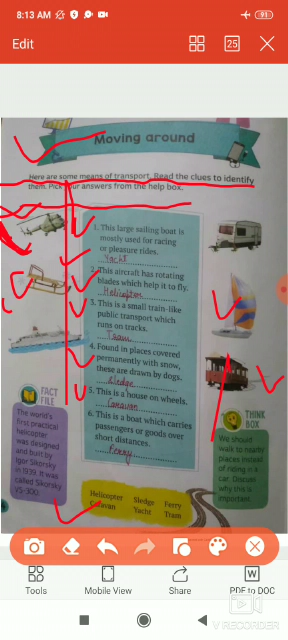 8:13 AM
91
Edit
25
Moving around
Here are some means of transport. Read the clues to identify
them. Pick your answers from the help box.
1. This large sailing boat is
mostly used for racing
or pleasure rides.
Yacht
2. This aircraft has rotating
blades which help it to fly.
Helicopter
3. This is a small train-like
public transport which
runs on tracks.
Tram
4. Found in places covered
permanently with snow,
these are drawn by dogs.
Sledge
5. This is a house on wheels.
Caravan
6. This is a boat which carries
passengers or goods over
short distances.
Ferry
FACT
FILE
The world's
first practical
helicopter
was designed
and built by
Igor Sikorsky
in 1939. It was
called Sikorsky
VS-300.
THINK
BOX
We should
walk to nearby
places instead
of riding in a
car. Discuss
why this is
important.
Helicopter Sledge Ferry
Caravan Yacht Tram
Tools
Mobile View
Share
PDF to DOC
V RECORDER